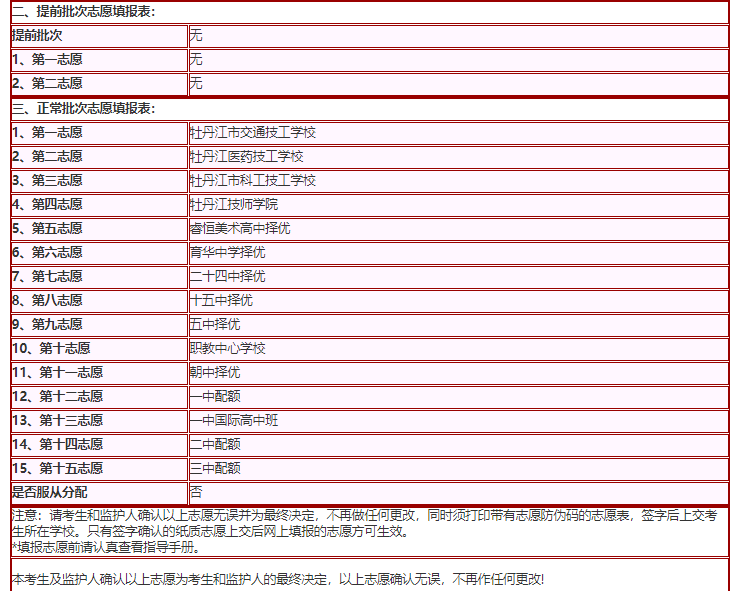 二、提前批次志愿填报表:
提前批次 无
1、第一志愿 无
2、第二志愿 无
三、正常批次志愿填报表:
1、第一志愿 牡丹江市交通技工学校
2、第二志愿 牡丹江医药技工学校
3、第三志愿 牡丹江市科工技工学校
4、第四志愿 牡丹江技师学院
5、第五志愿 睿恒美术高中择优
6、第六志愿 育华中学择优
7、第七志愿 二十四中择优
8、第八志愿 十五中择优
9、第九志愿 五中择优
10、第十志愿 职教中心学校
11、第十一志愿 朝中择优
12、第十二志愿 一中配额
13、第十三志愿 一中国际高中班
14、第十四志愿 二中配额
15、第十五志愿 三中配额
是否服从分配 否
注意：请考生和监护人确认以上志愿无误并为最终决定，不再做任何更改，同时须打印带有志愿防伪码的志愿表，签字后上交考
生所在学校。只有签字确认的纸质志愿上交后网上填报的志愿方可生效。
*填报志愿前请认真查看指导手册。
本考生及监护人确认以上志愿为考生和监护人的最终决定，以上志愿确认无误，不再作任何更改!